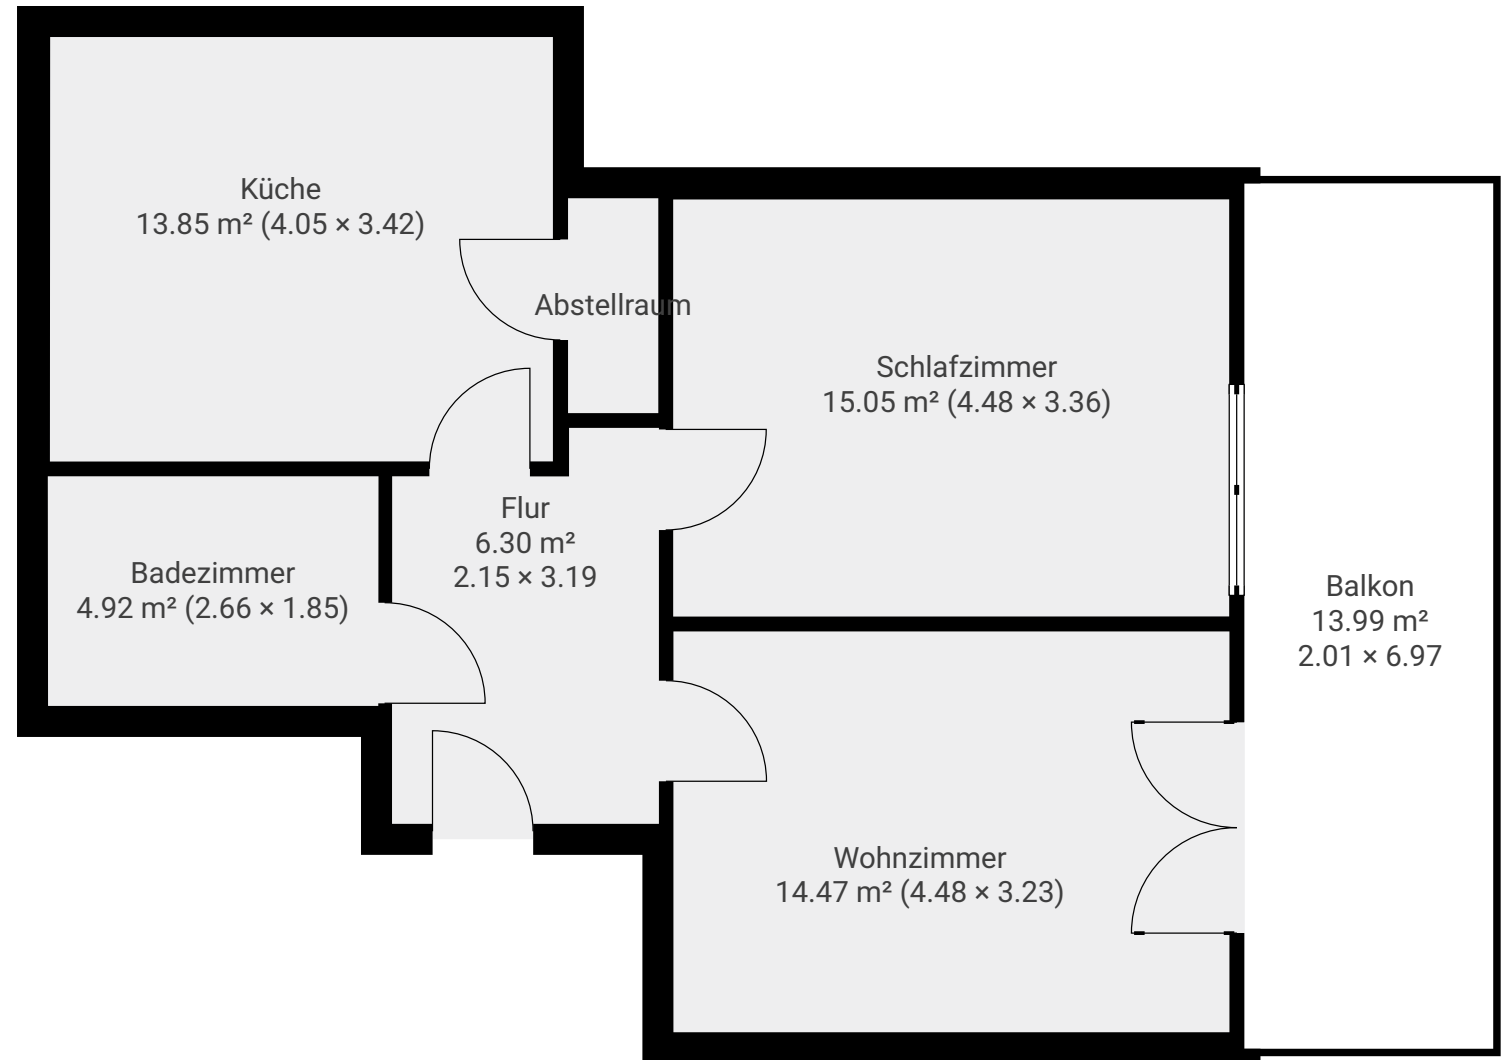 Küche
13.85 m² (4.05 × 3.42)
Abstellraum
Schlafzimmer
15.05 m² (4.48 × 3.36)
Flur
6.30 m²
2.15 × 3.19
Badezimmer
4.92 m² (2.66 × 1.85)
Balkon
13.99 m²
2.01 × 6.97
Wohnzimmer
14.47 m² (4.48 × 3.23)